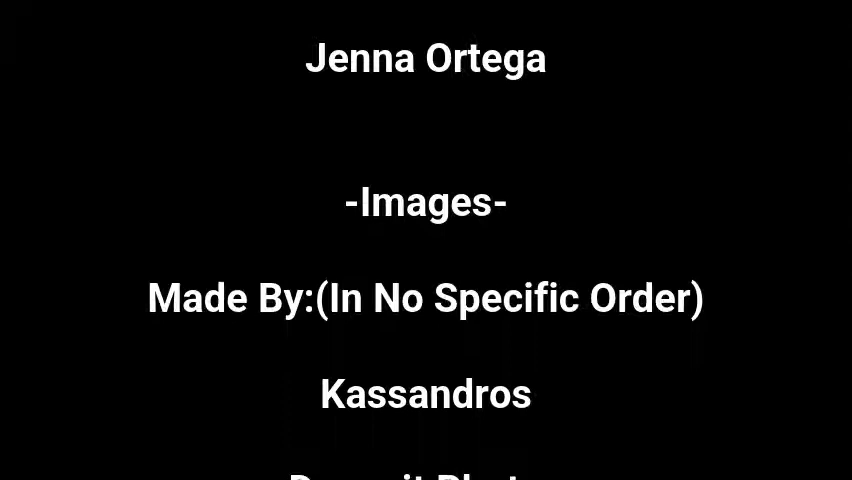 Jenna Ortega
-Images-
Made By:(In No Specific Order)
Kassandros